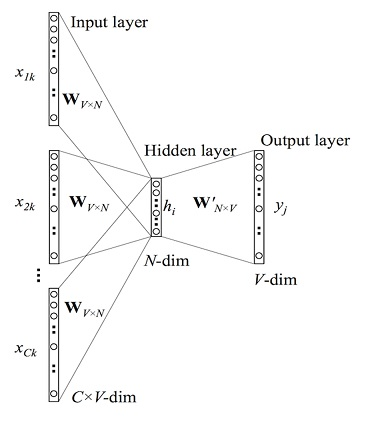 Input layer
x1k
WV×N
Hidden layer
Output layer
x2k
WV×N
hi
W'N×V
yj
N-dim
V-dim
WV×N
xCk
C×V-dim